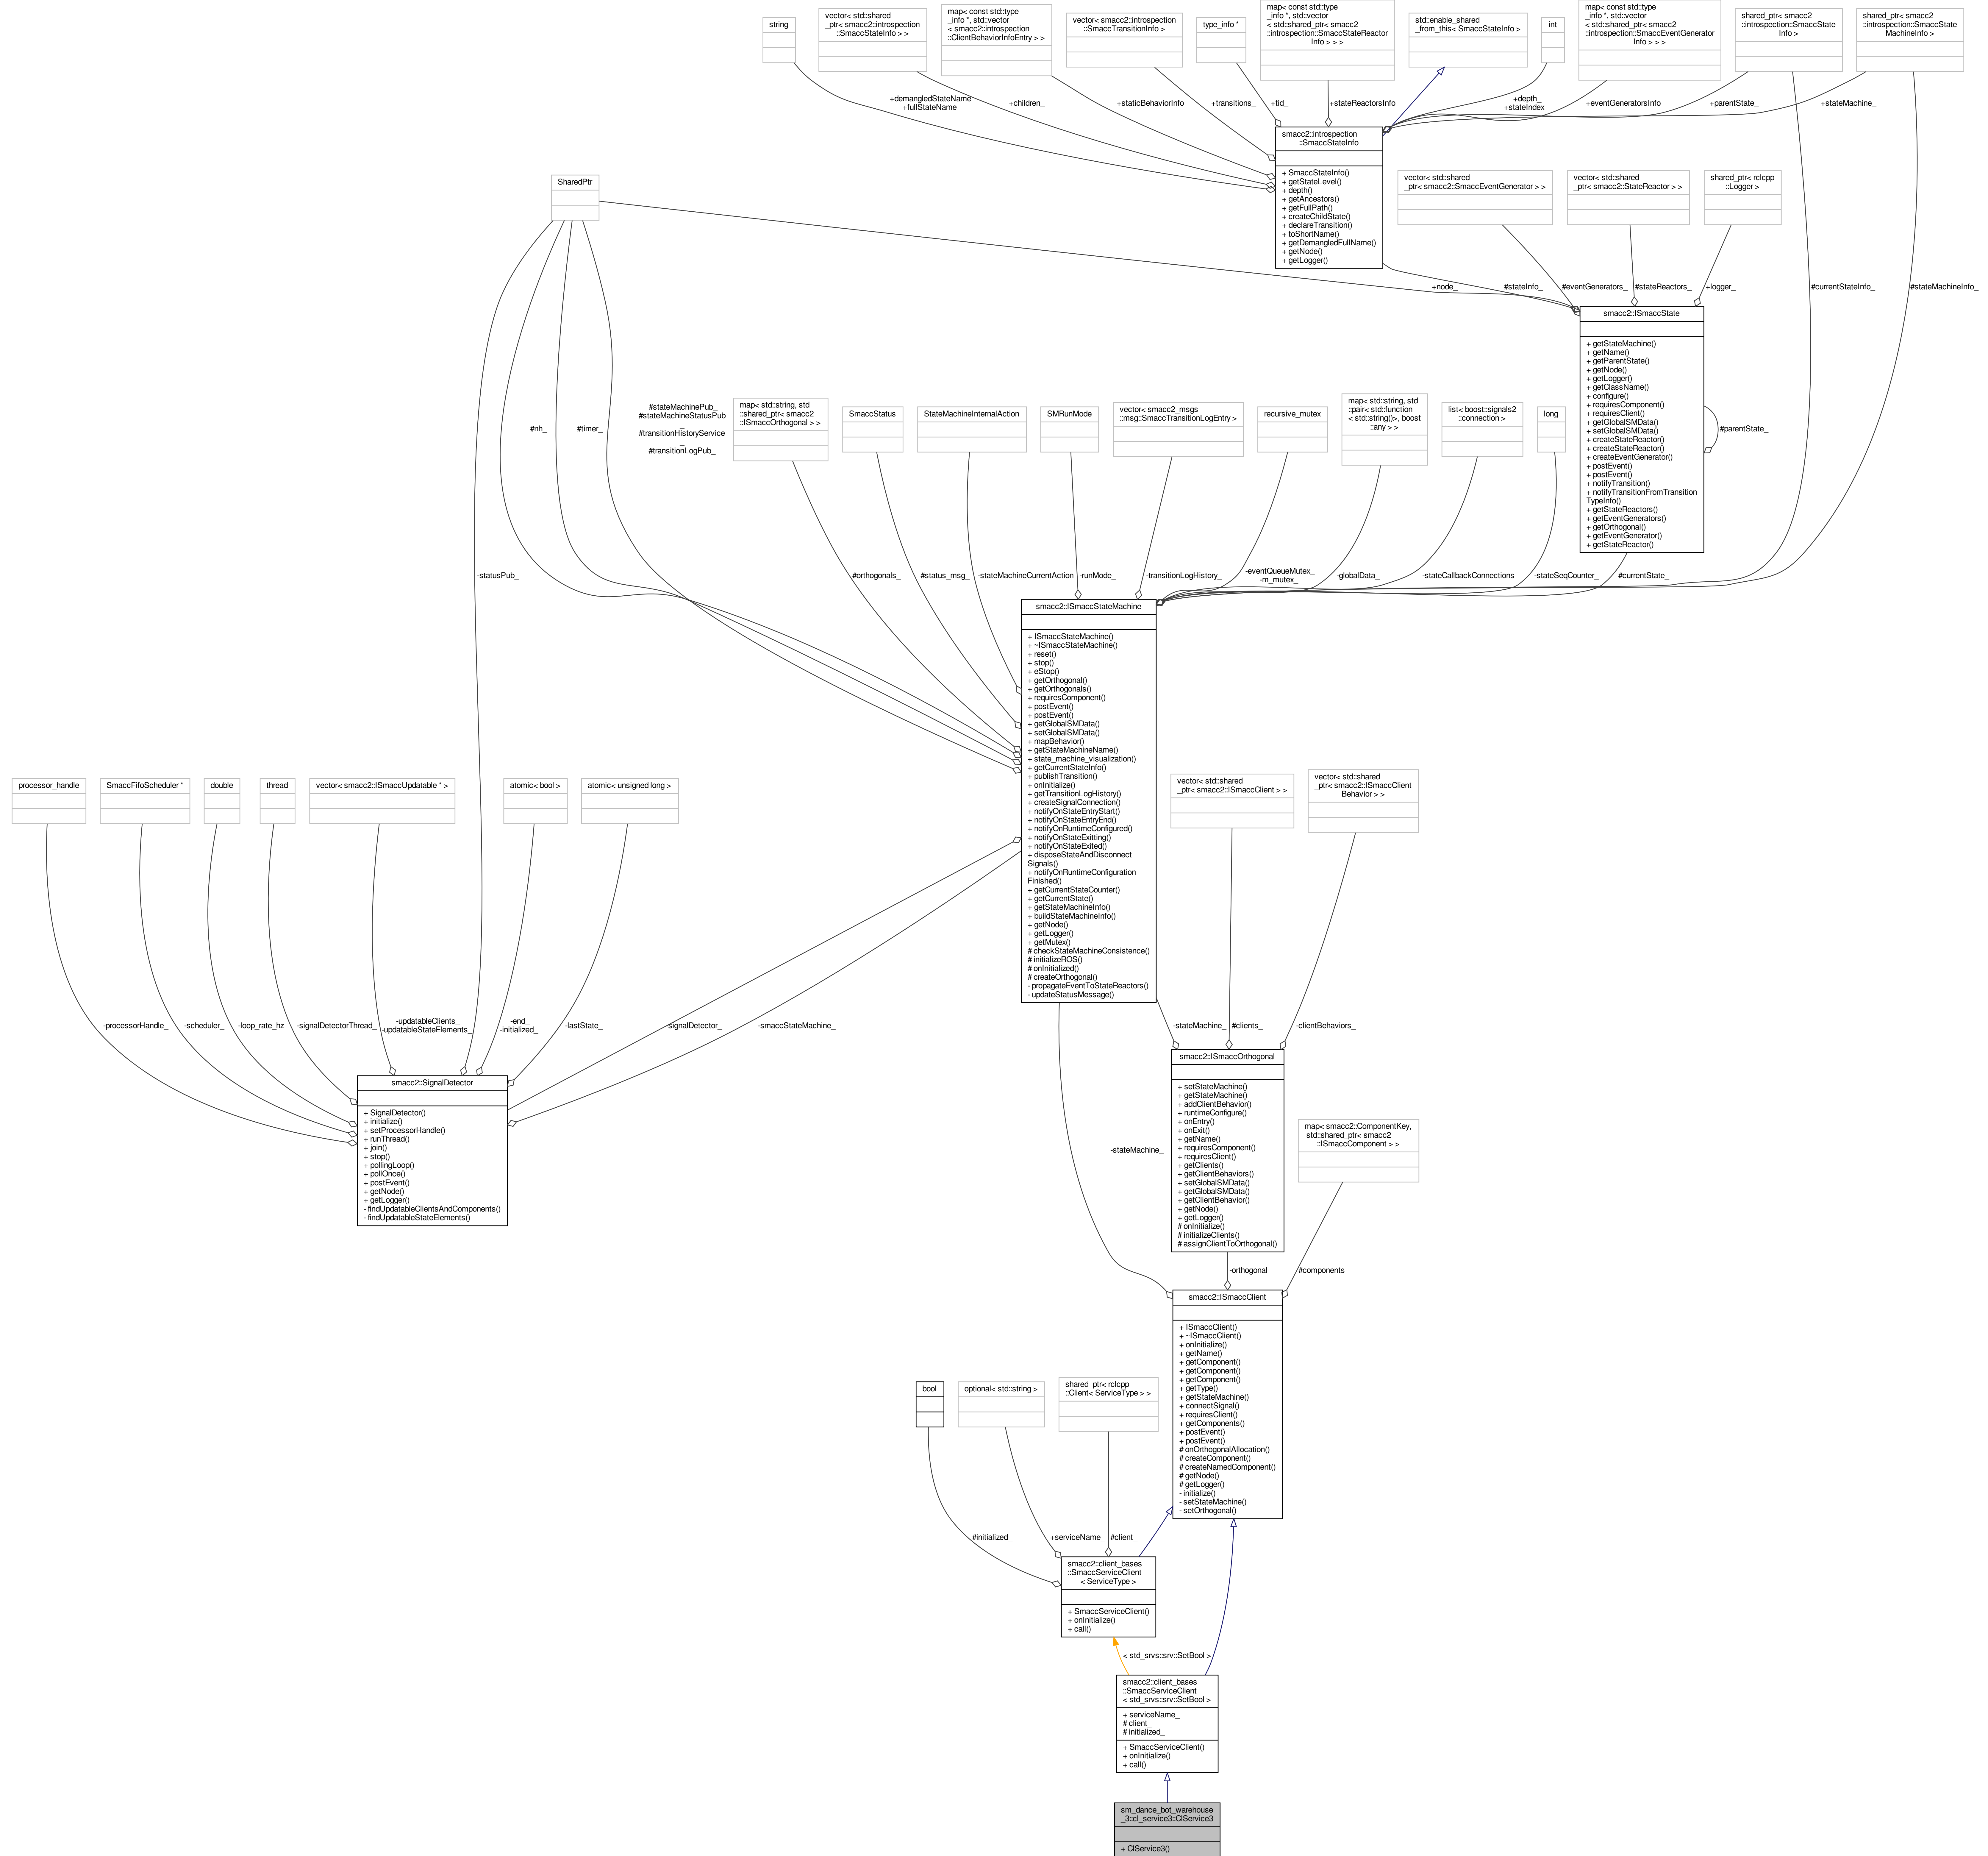 string
vector< std::shared
_ptr< smacc2::introspection
::SmaccStateInfo > >
map< const std::type
_info *, std::vector
< smacc2::introspection
::ClientBehaviorInfoEntry > >
vector< smacc2::introspection
::SmaccTransitionInfo >
type_info *
map< const std::type
_info *, std::vector
< std::shared_ptr< smacc2
::introspection::SmaccStateReactor
Info > > >
std::enable_shared
_from_this< SmaccStateInfo >
int
map< const std::type
_info *, std::vector
< std::shared_ptr< smacc2
::introspection::SmaccEventGenerator
Info > > >
shared_ptr< smacc2
::introspection::SmaccState
Info >
shared_ptr< smacc2
::introspection::SmaccState
MachineInfo >
+demangledStateName
+fullStateName
+children_
+staticBehaviorInfo
+transitions_
+tid_
+stateReactorsInfo
+depth_
+stateIndex_
+eventGeneratorsInfo
+parentState_
+stateMachine_
smacc2::introspection
::SmaccStateInfo
+ SmaccStateInfo()
+ getStateLevel()
+ depth()
+ getAncestors()
+ getFullPath()
+ createChildState()
+ declareTransition()
+ toShortName()
+ getDemangledFullName()
+ getNode()
+ getLogger()
SharedPtr
vector< std::shared
_ptr< smacc2::SmaccEventGenerator > >
vector< std::shared
_ptr< smacc2::StateReactor > >
shared_ptr< rclcpp
::Logger >
+node_
#stateInfo_
#eventGenerators_
#stateReactors_
+logger_
#currentStateInfo_
#stateMachineInfo_
smacc2::ISmaccState
+ getStateMachine()
+ getName()
+ getParentState()
+ getNode()
+ getLogger()
+ getClassName()
+ configure()
+ requiresComponent()
+ requiresClient()
+ getGlobalSMData()
+ setGlobalSMData()
+ createStateReactor()
+ createStateReactor()
+ createEventGenerator()
+ postEvent()
+ postEvent()
+ notifyTransition()
+ notifyTransitionFromTransition
TypeInfo()
+ getStateReactors()
+ getEventGenerators()
+ getOrthogonal()
+ getEventGenerator()
+ getStateReactor()
#parentState_
#nh_
#timer_
#stateMachinePub_
#stateMachineStatusPub
_
#transitionHistoryService
_
#transitionLogPub_
map< std::string, std
::shared_ptr< smacc2
::ISmaccOrthogonal > >
SmaccStatus
StateMachineInternalAction
SMRunMode
vector< smacc2_msgs
::msg::SmaccTransitionLogEntry >
recursive_mutex
map< std::string, std
::pair< std::function
< std::string()>, boost
::any > >
list< boost::signals2
::connection >
long
-statusPub_
#orthogonals_
#status_msg_
-stateMachineCurrentAction
-runMode_
-transitionLogHistory_
-eventQueueMutex_
-m_mutex_
-globalData_
-stateCallbackConnections
-stateSeqCounter_
#currentState_
smacc2::ISmaccStateMachine
+ ISmaccStateMachine()
+ ~ISmaccStateMachine()
+ reset()
+ stop()
+ eStop()
+ getOrthogonal()
+ getOrthogonals()
+ requiresComponent()
+ postEvent()
+ postEvent()
+ getGlobalSMData()
+ setGlobalSMData()
+ mapBehavior()
+ getStateMachineName()
+ state_machine_visualization()
+ getCurrentStateInfo()
+ publishTransition()
+ onInitialize()
+ getTransitionLogHistory()
+ createSignalConnection()
+ notifyOnStateEntryStart()
+ notifyOnStateEntryEnd()
+ notifyOnRuntimeConfigured()
+ notifyOnStateExitting()
+ notifyOnStateExited()
+ disposeStateAndDisconnect
Signals()
+ notifyOnRuntimeConfiguration
Finished()
+ getCurrentStateCounter()
+ getCurrentState()
+ getStateMachineInfo()
+ buildStateMachineInfo()
+ getNode()
+ getLogger()
+ getMutex()
# checkStateMachineConsistence()
# initializeROS()
# onInitialized()
# createOrthogonal()
- propagateEventToStateReactors()
- updateStatusMessage()
processor_handle
SmaccFifoScheduler *
double
thread
vector< smacc2::ISmaccUpdatable * >
atomic< bool >
atomic< unsigned long >
vector< std::shared
_ptr< smacc2::ISmaccClient > >
vector< std::shared
_ptr< smacc2::ISmaccClient
Behavior > >
-processorHandle_
-scheduler_
-loop_rate_hz
-signalDetectorThread_
-updatableClients_
-updatableStateElements_
-end_
-initialized_
-lastState_
-signalDetector_
-smaccStateMachine_
-stateMachine_
#clients_
-clientBehaviors_
smacc2::SignalDetector
+ SignalDetector()
+ initialize()
+ setProcessorHandle()
+ runThread()
+ join()
+ stop()
+ pollingLoop()
+ pollOnce()
+ postEvent()
+ getNode()
+ getLogger()
- findUpdatableClientsAndComponents()
- findUpdatableStateElements()
smacc2::ISmaccOrthogonal
+ setStateMachine()
+ getStateMachine()
+ addClientBehavior()
+ runtimeConfigure()
+ onEntry()
+ onExit()
+ getName()
+ requiresComponent()
+ requiresClient()
+ getClients()
+ getClientBehaviors()
+ setGlobalSMData()
+ getGlobalSMData()
+ getClientBehavior()
+ getNode()
+ getLogger()
# onInitialize()
# initializeClients()
# assignClientToOrthogonal()
map< smacc2::ComponentKey,
std::shared_ptr< smacc2
::ISmaccComponent > >
-stateMachine_
-orthogonal_
#components_
smacc2::ISmaccClient
+ ISmaccClient()
+ ~ISmaccClient()
+ onInitialize()
+ getName()
+ getComponent()
+ getComponent()
+ getComponent()
+ getType()
+ getStateMachine()
+ connectSignal()
+ requiresClient()
+ getComponents()
+ postEvent()
+ postEvent()
# onOrthogonalAllocation()
# createComponent()
# createNamedComponent()
# getNode()
# getLogger()
- initialize()
- setStateMachine()
- setOrthogonal()
bool
optional< std::string >
shared_ptr< rclcpp
::Client< ServiceType > >
#initialized_
+serviceName_
#client_
smacc2::client_bases
::SmaccServiceClient
< ServiceType >
+ SmaccServiceClient()
+ onInitialize()
+ call()
< std_srvs::srv::SetBool >
smacc2::client_bases
::SmaccServiceClient
< std_srvs::srv::SetBool >
+ serviceName_
# client_
# initialized_
+ SmaccServiceClient()
+ onInitialize()
+ call()
sm_dance_bot_warehouse
_3::cl_service3::ClService3
+ ClService3()